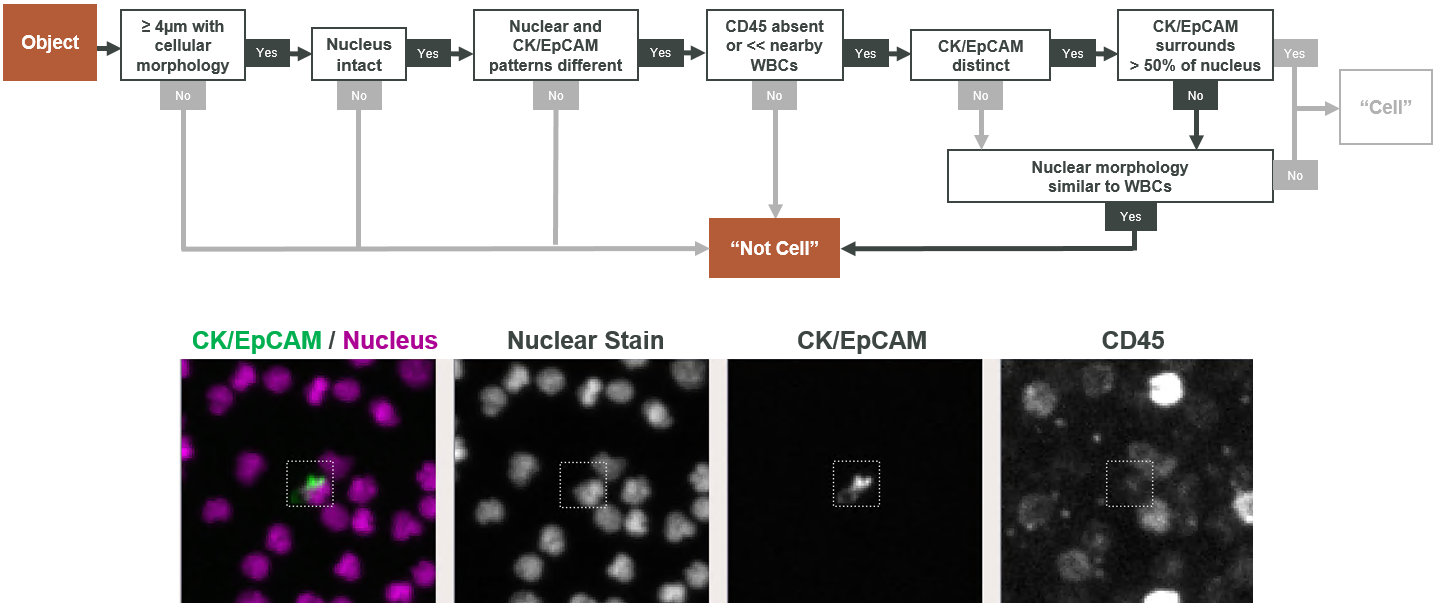 Object
≥ 4µm with
cellular
morphology
Yes
No
Nucleus
intact
Yes
No
Nuclear and
CK/EpCAM
patterns different
Yes
No
CD45 absent
or << nearby
WBCs
Yes
No
CK/EpCAM
distinct
Yes
No
CK/EpCAM
surrounds
> 50% of nucleus
Yes
No
“Cell”
Nuclear morphology
similar to WBCs
No
Yes
“Not Cell”
CK/EpCAM / Nucleus
Nuclear Stain
CK/EpCAM
CD45